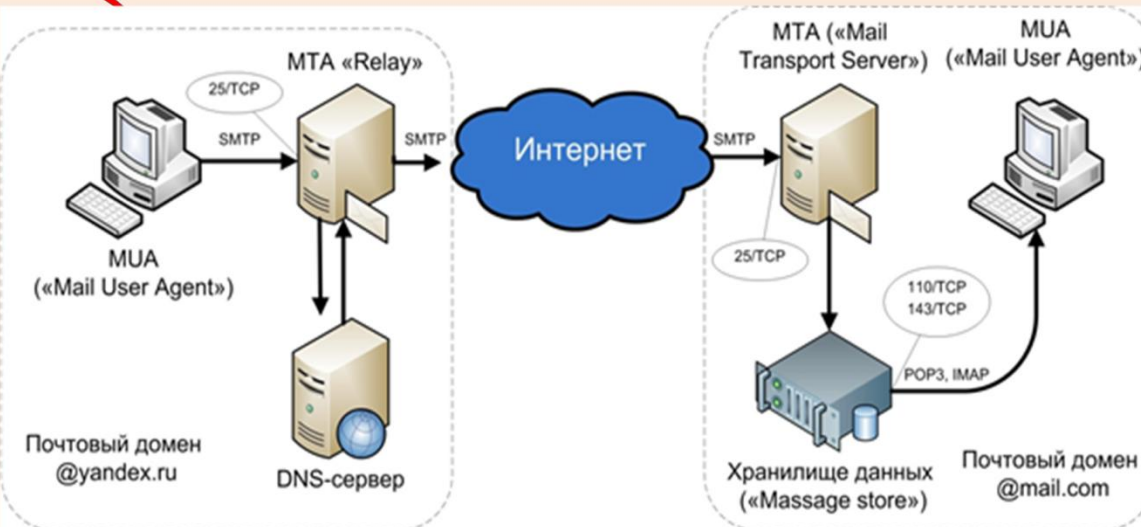 MTA «Relay»
25/TCP
SMTP
SMTP
MUA
(«Mail User Agent»)
Почтовый домен
@yandex.ru
DNS-сервер
Интернет
SMTP
MTA («Mail
Transport Server»)
MUA
(«Mail User Agent»)
25/TCP
110/TCP
143/TCP
POP3, IMAP
Хранилище данных
(«Massage store»)
Почтовый домен
@mail.com